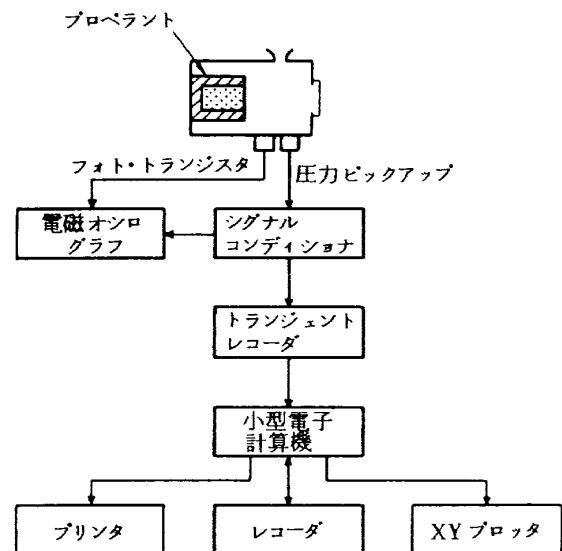 プロペラント
フォト・トランジスタ
圧力ピックアップ
電磁オシロ
グラフ
シグナル
コンディショナ
トランジェント
レコーダ
小型電子
計算機
プリンタ
レコーダ
XYプロッタ